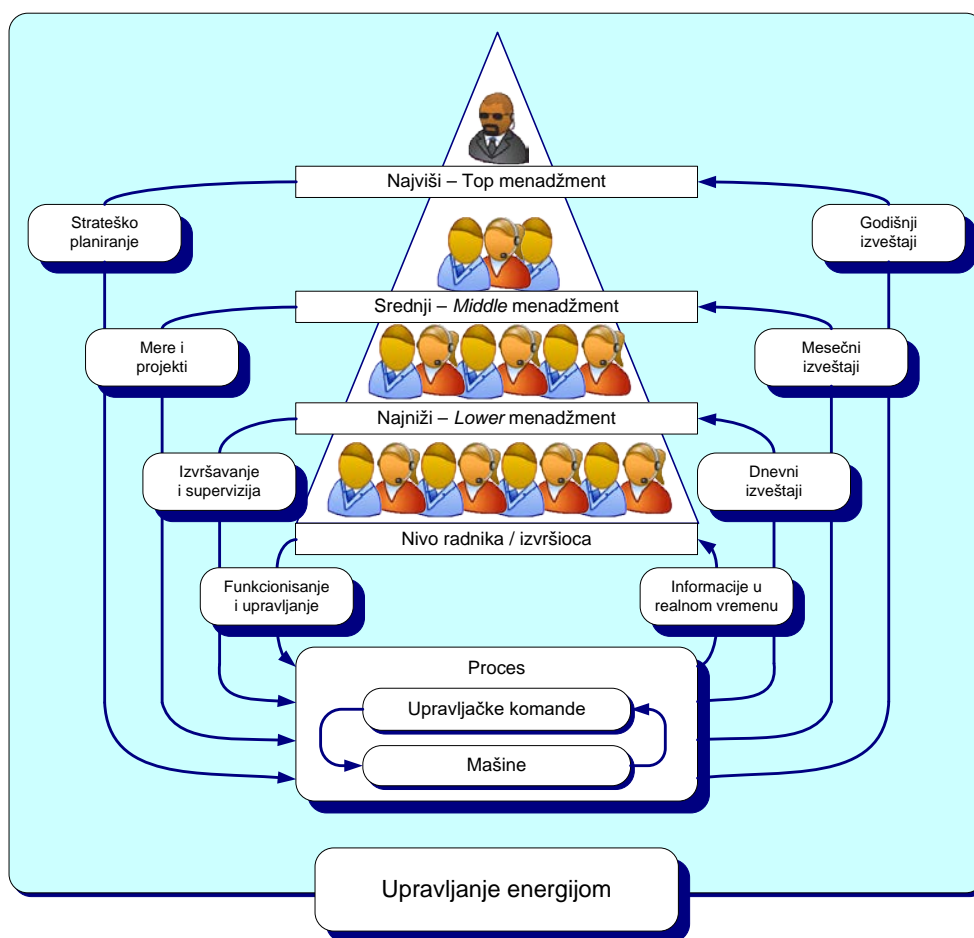 Najviši – Top menadžment
Strateško
planiranje
Godišnji
izveštaji
Srednji – Middle menadžment
Mere i
projekti
Mesečni
izveštaji
Najniži – Lower menadžment
Izvršavanje
i supervizija
Dnevni
izveštaji
Nivo radnika / izvršioca
Funkcionisanje
i upravljanje
Informacije u
realnom vremenu
Proces
Upravljačke komande
Mašine
Upravljanje energijom